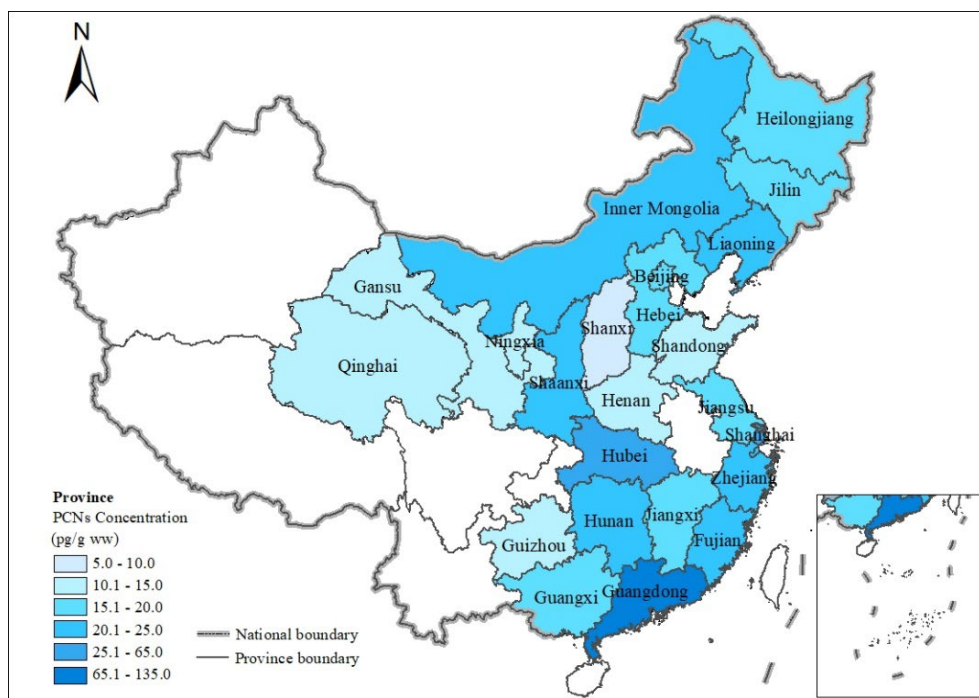 N
Heilongjiang
Jilin
Inner Mongolia
Liaoning
Beijing
Gansu
Hebei
Shanxi
Ningxia
Shandong
Qinghai
Shaanxi
Henan
Jiangsu
Shanghai
Hubei
Zhejiang
Hunan
Jiangxi
Fujian
Guizhou
Guangdong
Guangxi
Province
PCNs Concentration
(pg/g ww)
5.0 - 10.0
10.1 - 15.0
15.1 - 20.0
20.1 - 25.0
25.1 - 65.0
65.1 - 135.0
National boundary
Province boundary